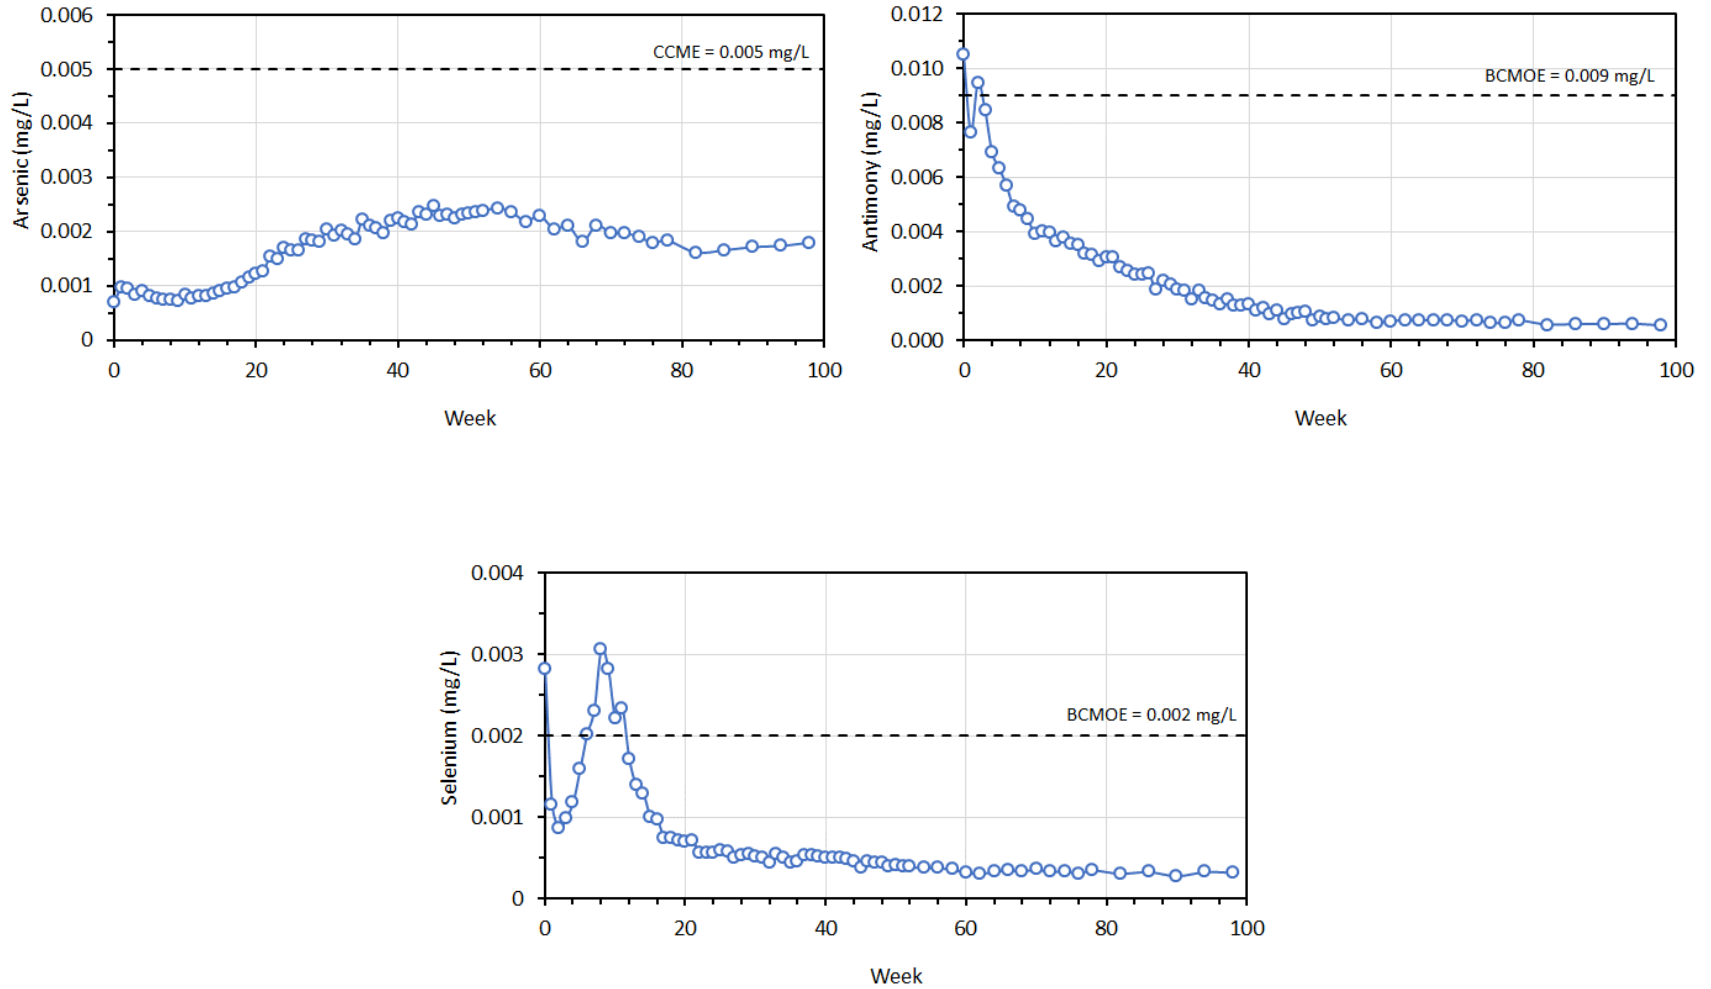 0.006
0.005
0.004
0.003
0.002
0.001
0
Arsenic (mg/L)
CCME = 0.005 mg/L
0 20 40 60 80 100
Week
0.012
0.010
0.008
0.006
0.004
0.002
0.000
Antimony (mg/L)
BCMOE = 0.009 mg/L
0 20 40 60 80 100
Week
0.004
0.003
0.002
0.001
0
Selenium (mg/L)
BCMOE = 0.002 mg/L
0 20 40 60 80 100
Week